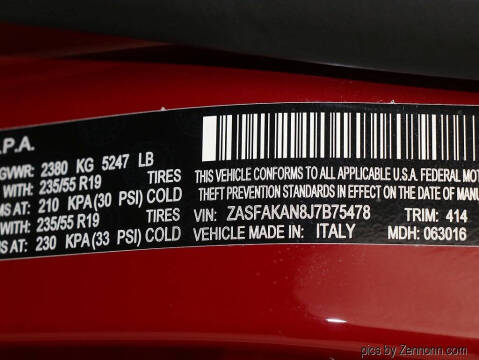 .P.A.
GVWR: 2380 KG 5247 LB
WITH: 235/55 R19 TIRES
MS AT: 210 KPA(30 PSI) COLD
WITH: 235/55 R19 TIRES
MS AT: 230 KPA(33 PSI) COLD
THIS VEHICLE CONFORMS TO ALL APPLICABLE U.S.A. FEDERAL MOT
THEFT PREVENTION STANDARDS IN EFFECT ON THE DATE OF MANU
VIN: ZASFAKAN8J7B75478 TRIM: 414
VEHICLE MADE IN: ITALY MDH: 063016
pics by Zennonn.com